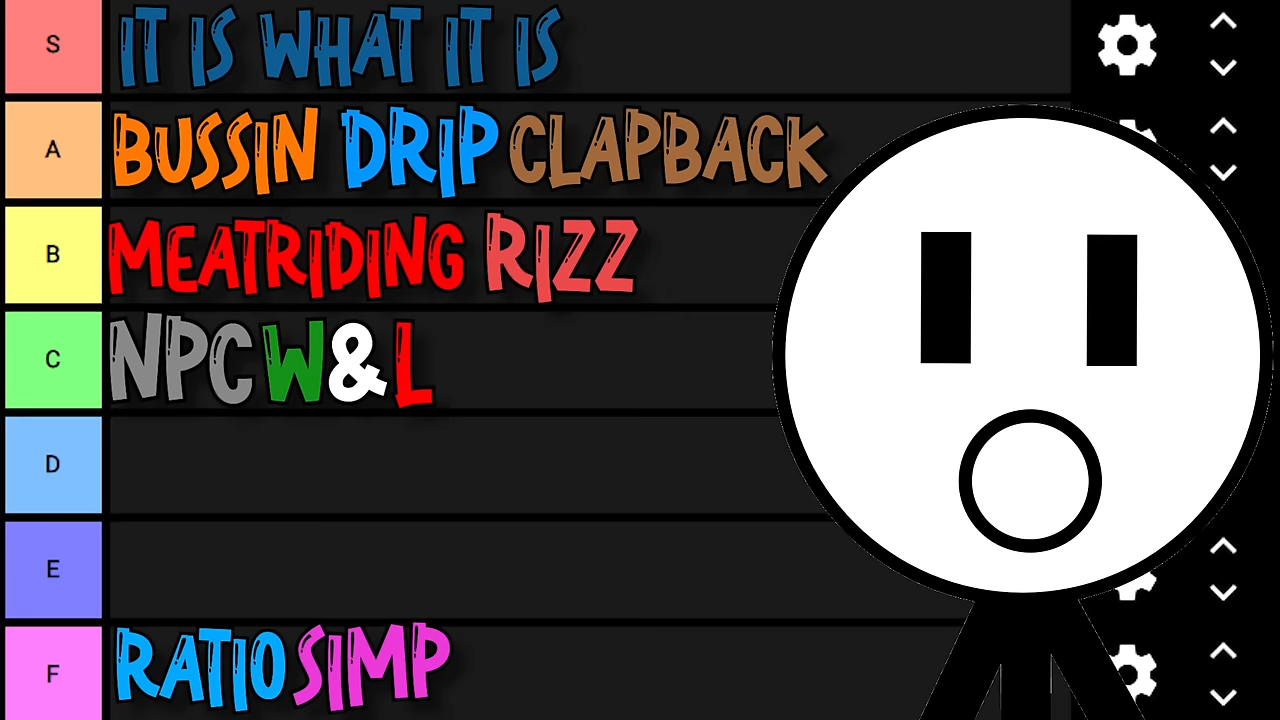 S IT IS WHAT IT IS
A BUSSIN DRIP CLAPBACK
B MEATRIDING RIZZ
C NPC W & L
D
E
F RATIO SIMP